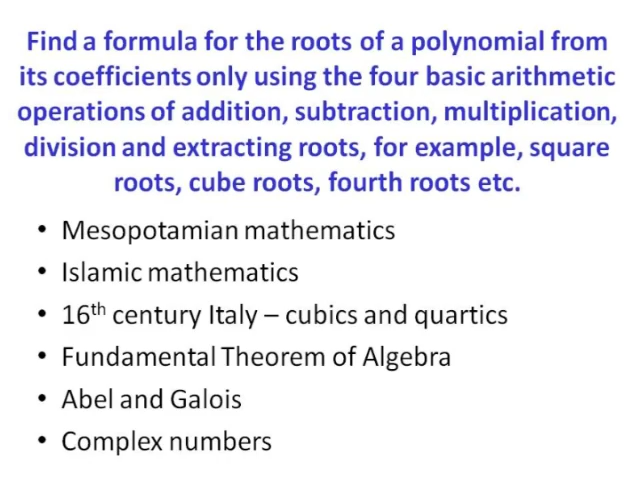 Find a formula for the roots of a polynomial from
its coefficients only using the four basic arithmetic
operations of addition, subtraction, multiplication,
division and extracting roots, for example, square
roots, cube roots, fourth roots etc.
• Mesopotamian mathematics
• Islamic mathematics
• 16th century Italy – cubics and quartics
• Fundamental Theorem of Algebra
• Abel and Galois
• Complex numbers